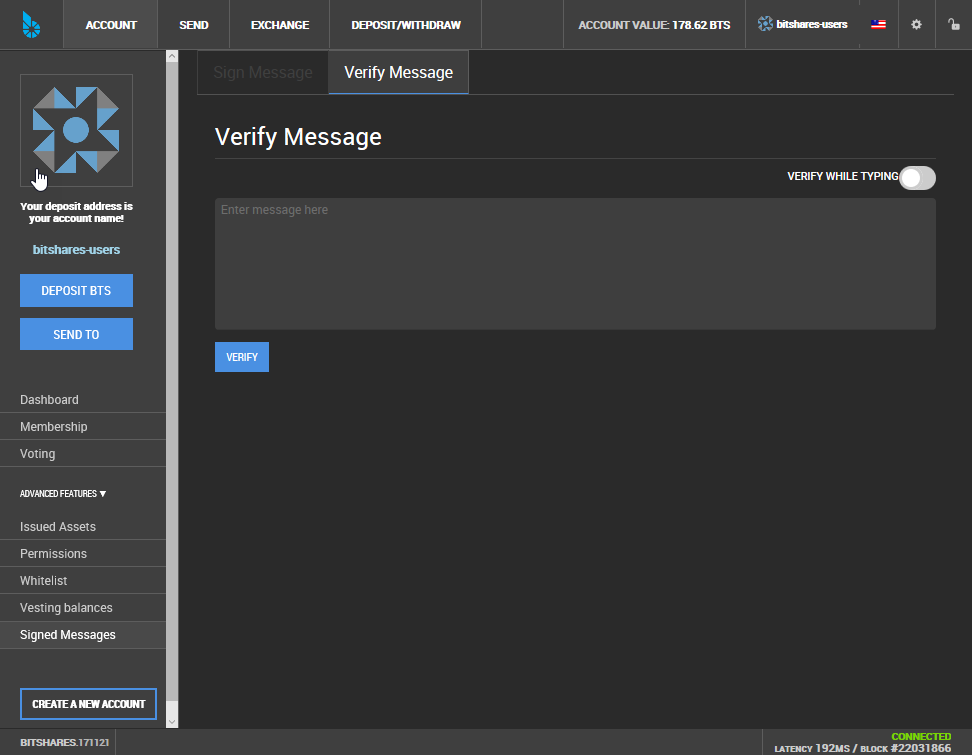 ACCOUNT
SEND
EXCHANGE
DEPOSIT/WITHDRAW
ACCOUNT VALUE: 178.62 BTS
bitshares-users
Sign Message
Verify Message
Your deposit address is
your account name!
bitshares-users
DEPOSIT BTS
SEND TO
Dashboard
Membership
Voting
ADVANCED FEATURES ▼
Issued Assets
Permissions
Whitelist
Vesting balances
Signed Messages
CREATE A NEW ACCOUNT
Verify Message
VERIFY WHILE TYPING
Enter message here
VERIFY
BITSHARES.171121
CONNECTED
LATENCY 192MS / BLOCK #22031866